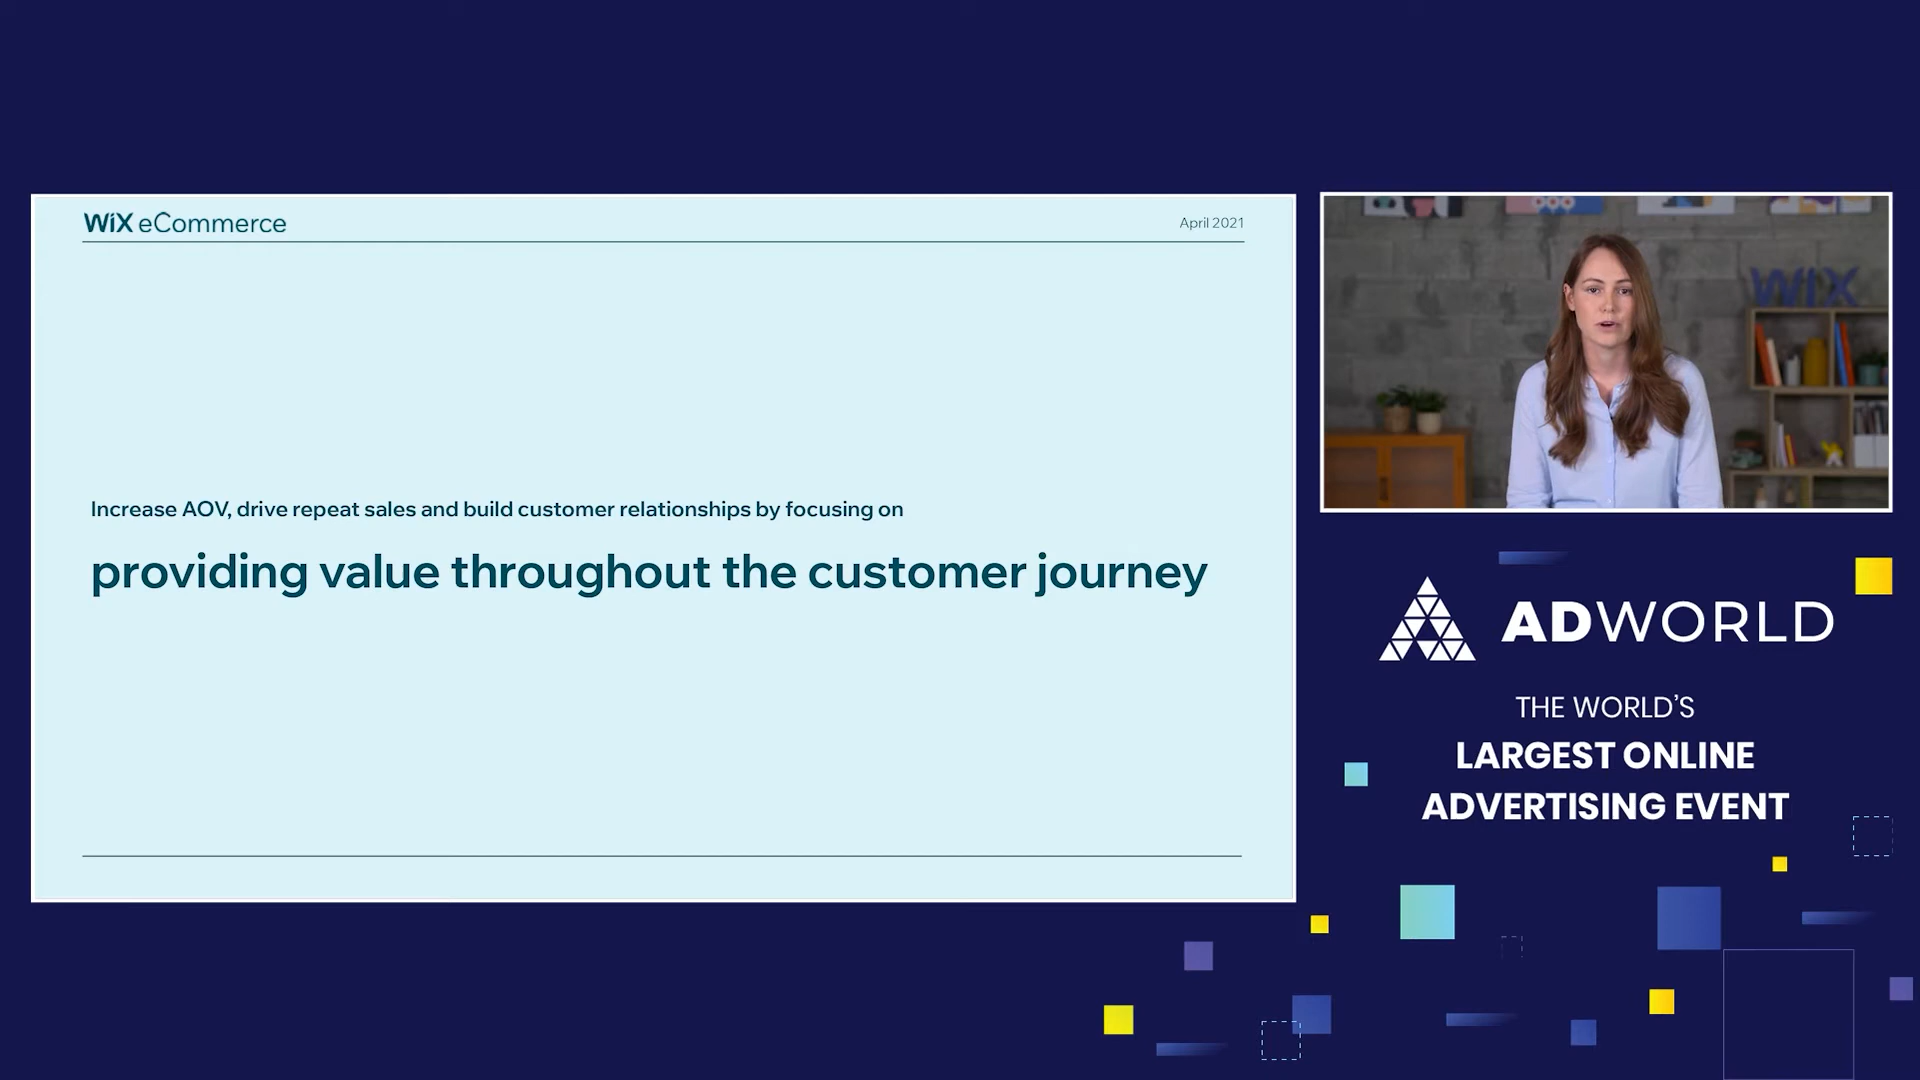 WiX eCommerce
April 2021
Increase AOV, drive repeat sales and build customer relationships by focusing on
providing value throughout the customer journey
WIX
ADWORLD
THE WORLD'S
LARGEST ONLINE
ADVERTISING EVENT